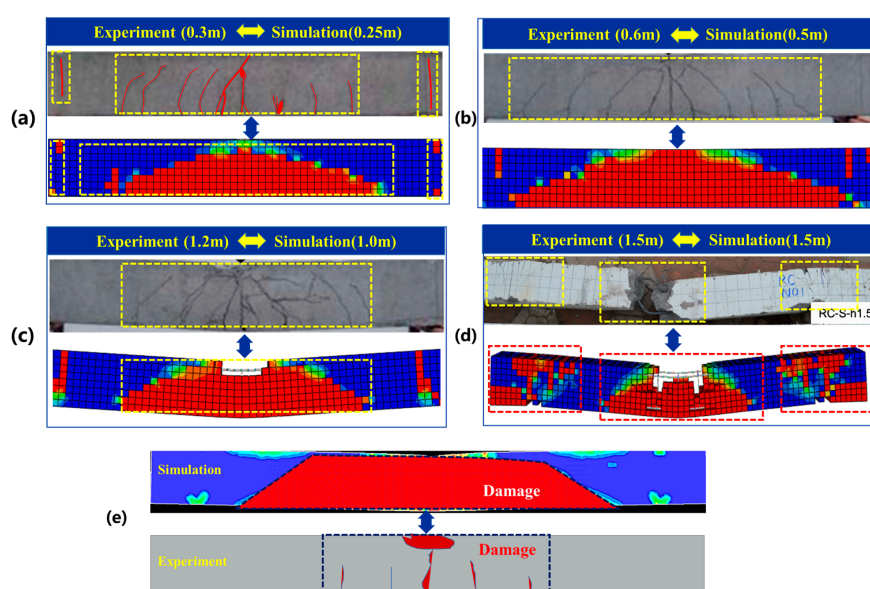 Experiment (0.3m) Simulation(0.25m)
(a)
Experiment (0.6m) Simulation(0.5m)
(b)
Experiment (1.2m) Simulation(1.0m)
(c)
Experiment (1.5m) Simulation(1.5m)
RC
N01
RC-S-h1.5
(d)
Simulation
Damage
(e)
Experiment
Damage